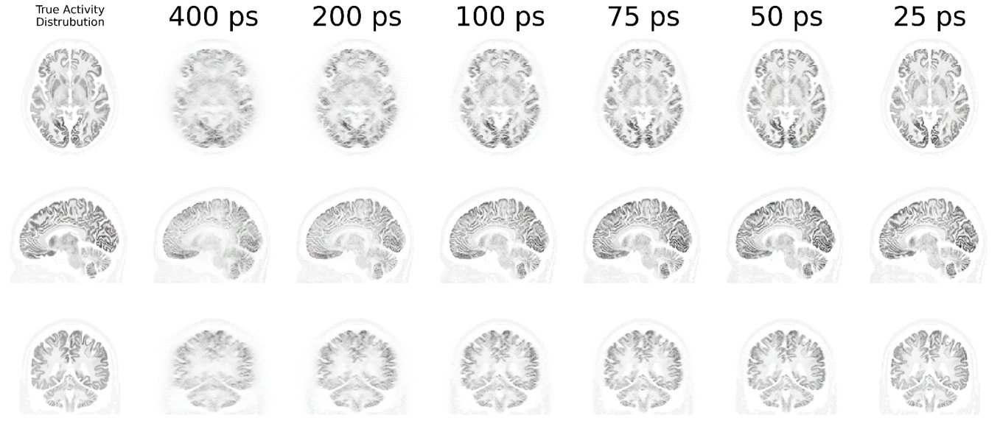 True Activity
Distrubution
400 ps
200 ps
100 ps
75 ps
50 ps
25 ps